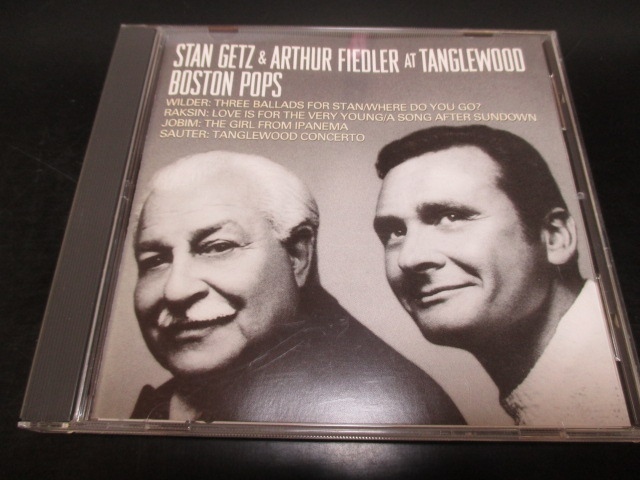 STAN GETZ & ARTHUR FIEDLER AT TANGLEWOOD
BOSTON POPS
WILDER: THREE BALLADS FOR STAN/WHERE DO YOU GO?
RAKSIN: LOVE IS FOR THE VERY YOUNG/A SONG AFTER SUNDOWN
JOBIM: THE GIRL FROM IPANEMA
SAUTER: TANGLEWOOD CONCERTO